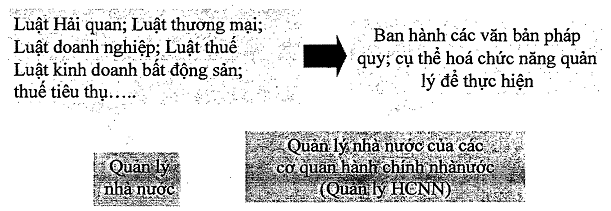 Luật Hải quan; Luật thương mại;
Luật doanh nghiệp; Luật thuế
Luật kinh doanh bất động sản;
thuế tiêu thụ…..
Ban hành các văn bản pháp
quy; cụ thể hoá chức năng quản
lý để thực hiện
Quản lý
nhà nước
Quản lý nhà nước của các
cơ quan hành chính nhànước
(Quản lý HCNN)